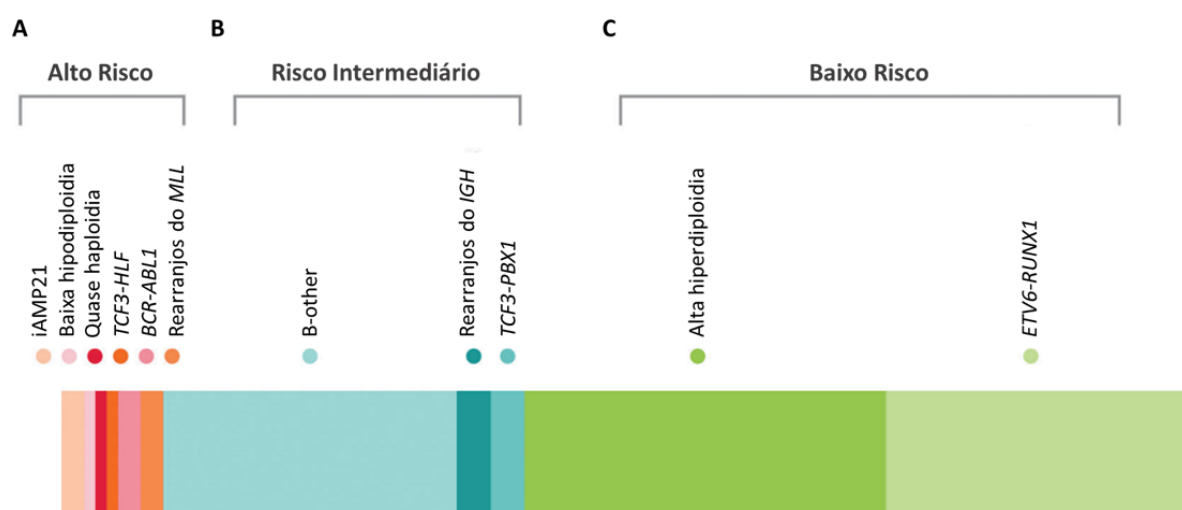 A
B
C
Alto Risco
Risco Intermediário
Baixo Risco
iAMP21
Baixa hipodiploidia
Quase haploidia
TCF3-HLF
BCR-ABL1
Rearranjos do MLL
B-other
Rearranjos do IGH
TCF3-PBX1
Alta hiperdiploidia
ETV6-RUNX1